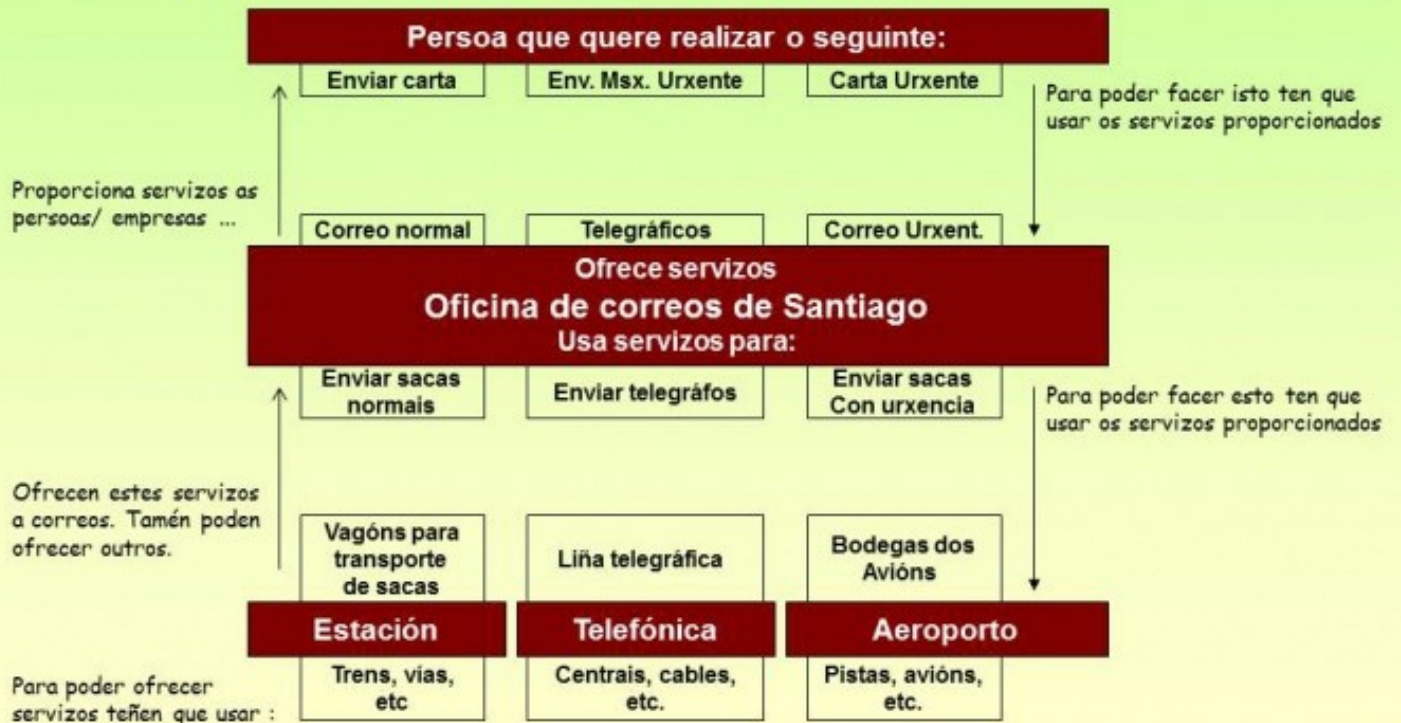 Persoa que quere realizar o seguinte:
Enviar carta
Env. Msx. Urxente
Carta Urxente
Para poder facer isto ten que
usar os servizos proporcionados
Proporciona servizos as
persoas/ empresas ...
Correo normal
Telegráficos
Correo Urxent.
Ofrece servizos
Oficina de correos de Santiago
Usa servizos para:
Enviar sacas
normais
Enviar telegráfos
Enviar sacas
Con urxencia
Para poder facer esto ten que
usar os servizos proporcionados
Ofrecen estes servizos
a correos. Tamén poden
ofrecer outros.
Vagóns para
transporte
de sacas
Liña telegráfica
Bodegas dos
Avións
Estación
Telefónica
Aeroporto
Para poder ofrecer
servizos teñen que usar :
Trens, vías,
etc
Centrais, cables,
etc.
Pistas, avións,
etc.